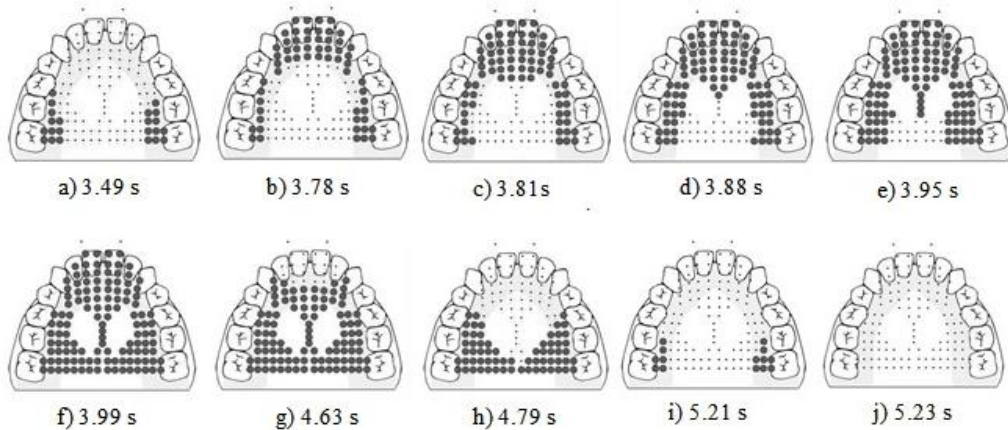 a) 3.49 s b) 3.78 s c) 3.81s d) 3.88 s e) 3.95 s
f) 3.99 s g) 4.63 s h) 4.79 s i) 5.21 s j) 5.23 s